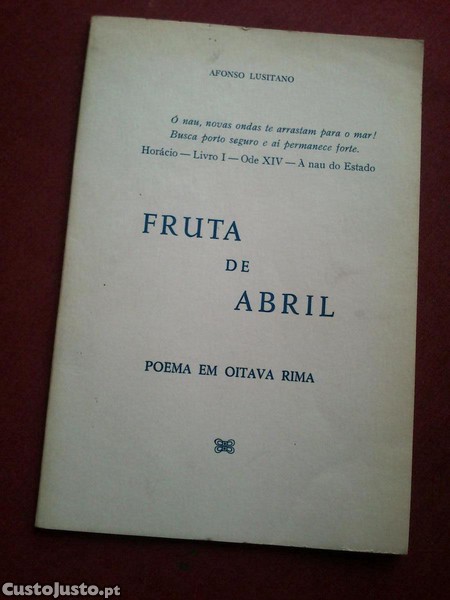 AFONSO LUSITANO
Ó nau, novas ondas te arrastam para o mar!
Busca porto seguro e aí permanece forte.
Horácio — Livro I — Ode XIV — À nau do Estado
FRUTA
DE
ABRIL
POEMA EM OITAVA RIMA
CustoJusto.pt